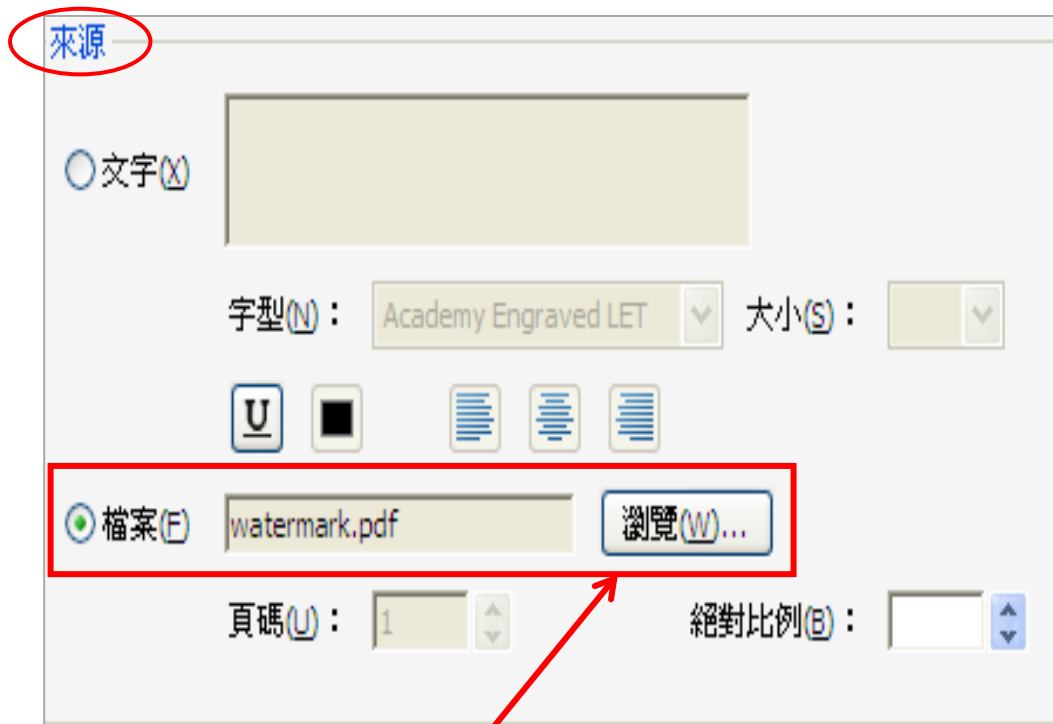 來源
文字(X)
字型(N)： Academy Engraved LET 大小(S)：
U
檔案(F) watermark.pdf 瀏覽(W)...
頁碼(U)： 1 絕對比例(B)：